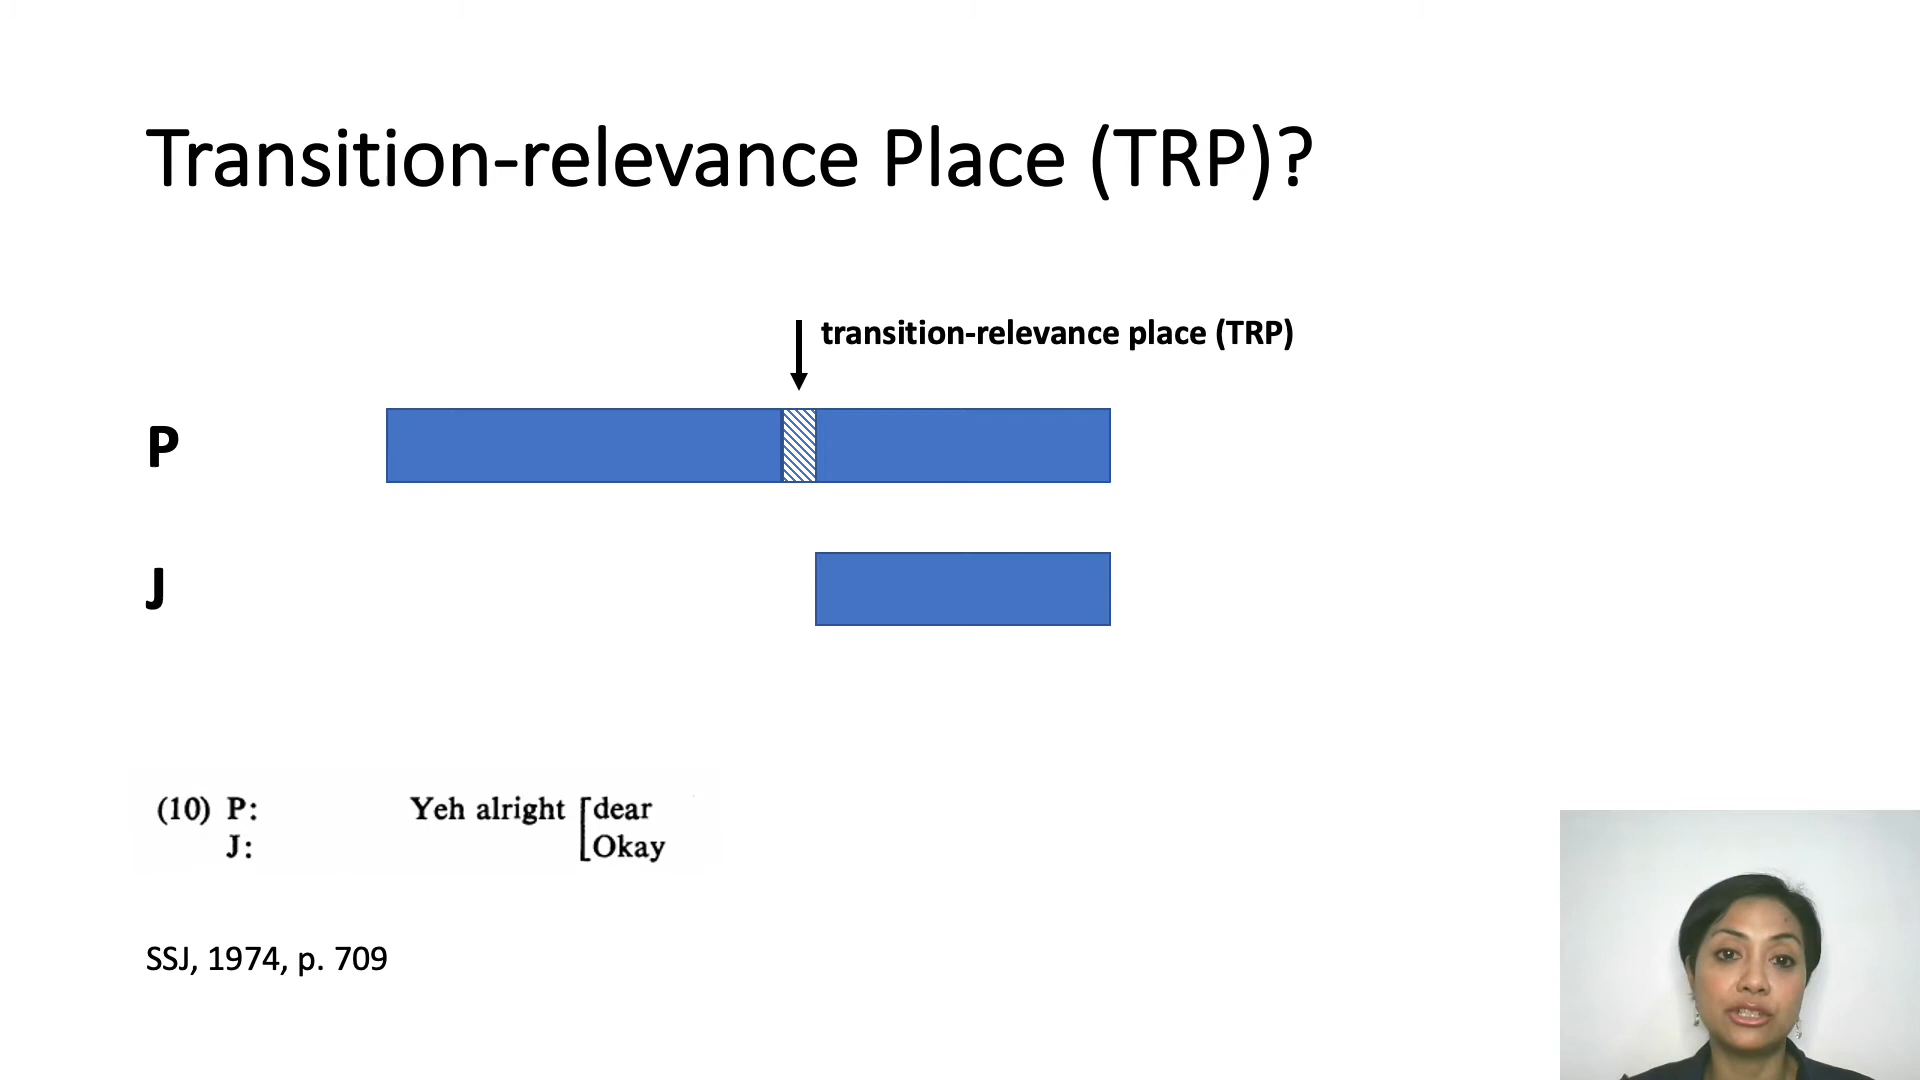 Transition-relevance Place (TRP)?
transition-relevance place (TRP)
P
J
(10) P: Yeh alright [dear
J: [Okay
SSJ, 1974, p. 709